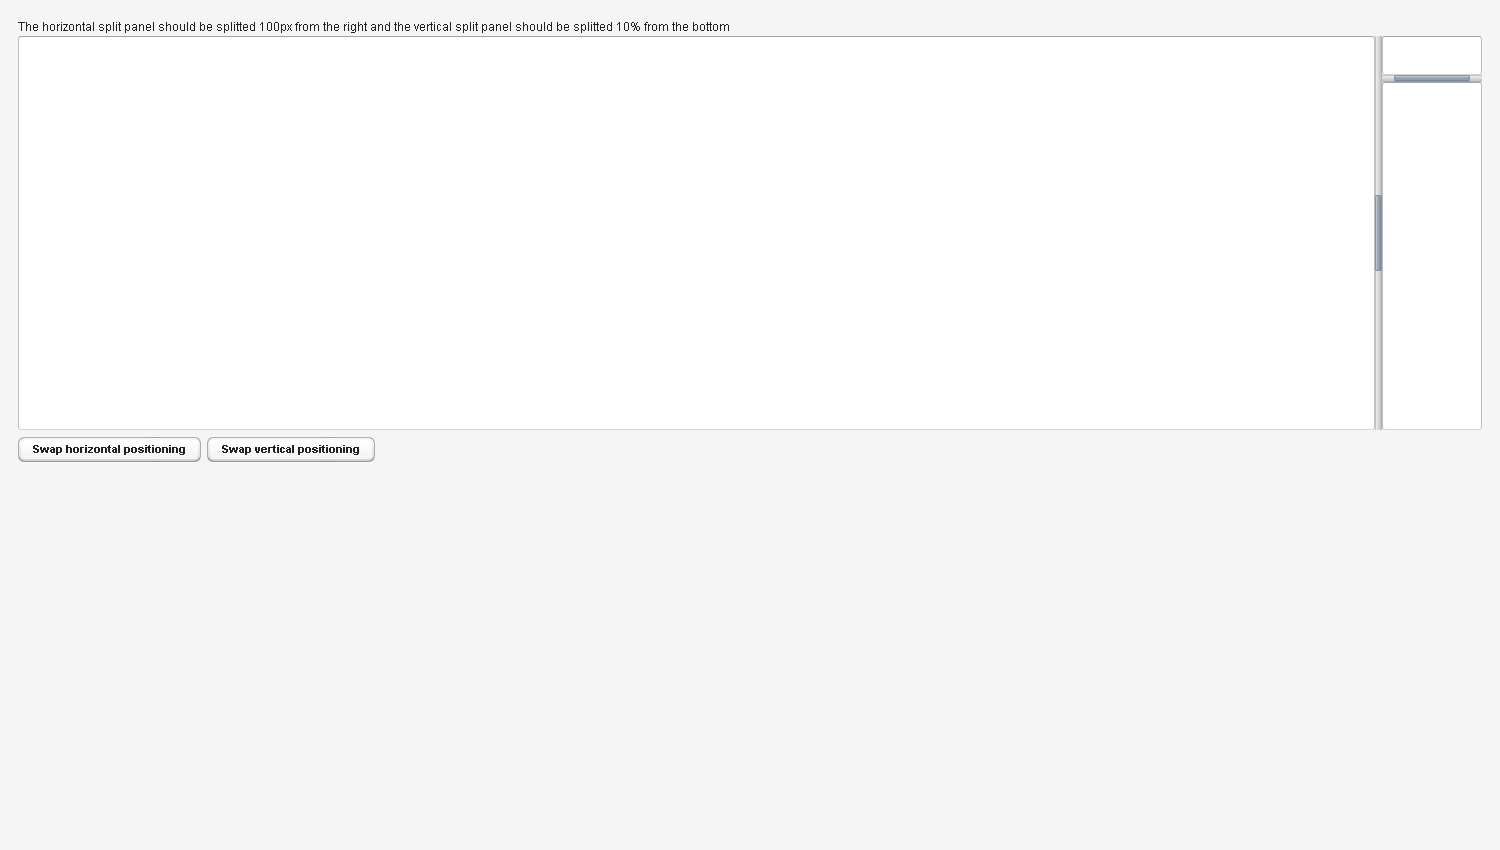 The horizontal split panel should be splitted 100px from the right and the vertical split panel should be splitted 10% from the bottom
Swap horizontal positioning
Swap vertical positioning